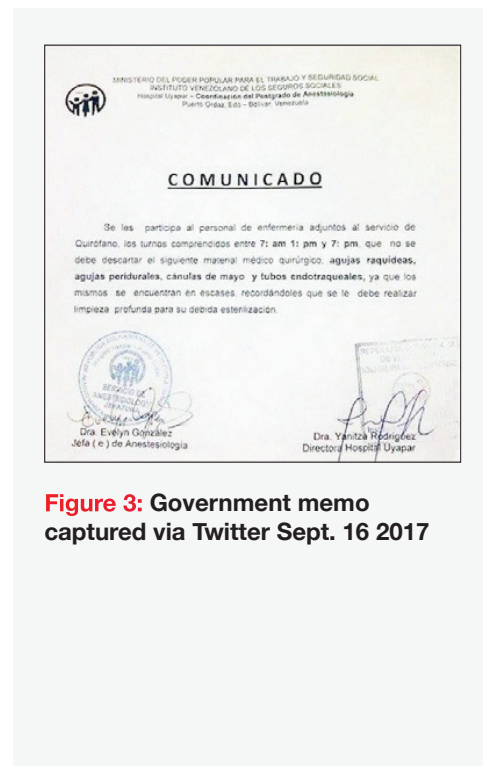 MINISTERIO DEL PODER POPULAR PARA EL TRABAJO Y SEGURIDAD SOCIAL
INSTITUTO VENEZOLANO DE LOS SEGUROS SOCIALES
Hospital Uyapar – Coordinación del Postgrado de Anestesiología
Puerto Ordaz, Edo – Bolívar, Venezuela
COMUNICADO
Se les participa al personal de enfermería adjuntos al servicio de
Quirófano, los turnos comprendidos entre 7: am 1: pm y 7: pm, que no se
debe descartar el siguiente material médico quirúrgico, agujas raquídeas,
agujas peridurales, cánulas de mayo y tubos endotraqueales, ya que los
mismos se encuentran en escases, recordándoles que se le debe realizar
limpieza profunda para su debida esterilización.
SERVICIO DE
ANESTESIOLOGIA
Dra. Evelyn González
Jefa ( e ) de Anestesiologia
Dra. Yanitza Rodríguez
Directora Hospital Uyapar
Figure 3: Government memo
captured via Twitter Sept. 16 2017